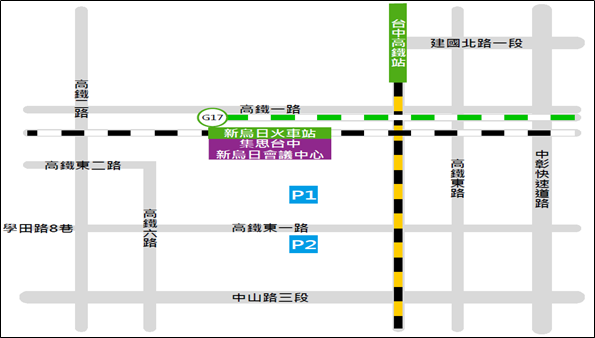 台中高鐵站
建國北路一段
高鐵二路
高鐵一路
G17
新烏日火車站
集思台中
新烏日會議中心
高鐵東二路
高鐵東路
中彰快速道路
P1
高鐵六路
學田路8巷
高鐵東一路
P2
中山路三段